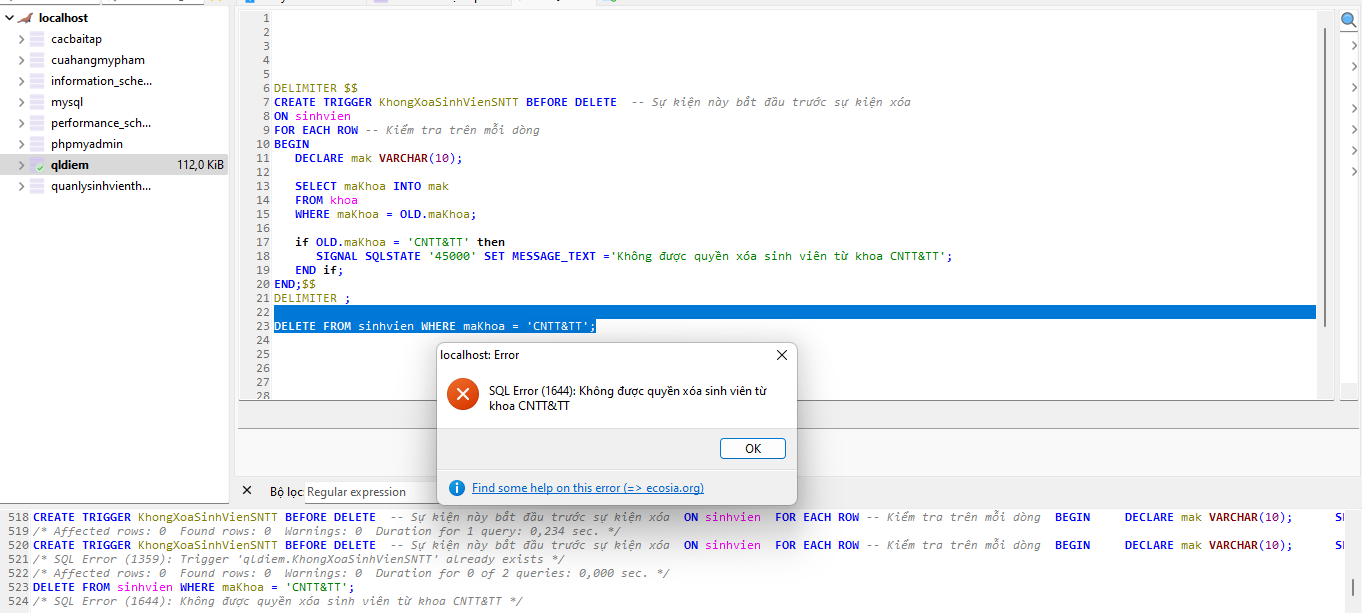 localhost
cacbaitap
cuahangmypham
information_sche...
mysql
performance_sch...
phpmyadmin
qldiem 112,0 KiB
quanlysinhvienth...
1
2
3
4
5
6 DELIMITER $$
7 CREATE TRIGGER KhongXoaSinhVienSNTT BEFORE DELETE -- Sự kiện này bắt đầu trước sự kiện xóa
8 ON sinhvien
9 FOR EACH ROW -- Kiểm tra trên mỗi dòng
10 BEGIN
11 DECLARE mak VARCHAR(10);
12
13 SELECT maKhoa INTO mak
14 FROM khoa
15 WHERE maKhoa = OLD.maKhoa;
16
17 if OLD.maKhoa = 'CNTT&TT' then
18 SIGNAL SQLSTATE '45000' SET MESSAGE_TEXT ='Không được quyền xóa sinh viên từ khoa CNTT&TT';
19 END if;
20 END;$$
21 DELIMITER ;
22
23 DELETE FROM sinhvien WHERE maKhoa = 'CNTT&TT';
24
25
26
27
28
localhost: Error
SQL Error (1644): Không được quyền xóa sinh viên từ
khoa CNTT&TT
OK
Find some help on this error (=> ecosia.org)
Bộ lọc Regular expression
518 CREATE TRIGGER KhongXoaSinhVienSNTT BEFORE DELETE -- Sự kiện này bắt đầu trước sự kiện xóa ON sinhvien FOR EACH ROW -- Kiểm tra trên mỗi dòng BEGIN DECLARE mak VARCHAR(10);
519 /* Affected rows: 0 Found rows: 0 Warnings: 0 Duration for 1 query: 0,234 sec. */
520 CREATE TRIGGER KhongXoaSinhVienSNTT BEFORE DELETE -- Sự kiện này bắt đầu trước sự kiện xóa ON sinhvien FOR EACH ROW -- Kiểm tra trên mỗi dòng BEGIN DECLARE mak VARCHAR(10);
521 /* SQL Error (1359): Trigger 'qldiem.KhongXoaSinhVienSNTT' already exists */
522 /* Affected rows: 0 Found rows: 0 Warnings: 0 Duration for 0 of 2 queries: 0,000 sec. */
523 DELETE FROM sinhvien WHERE maKhoa = 'CNTT&TT';
524 /* SQL Error (1644): Không được quyền xóa sinh viên từ khoa CNTT&TT */